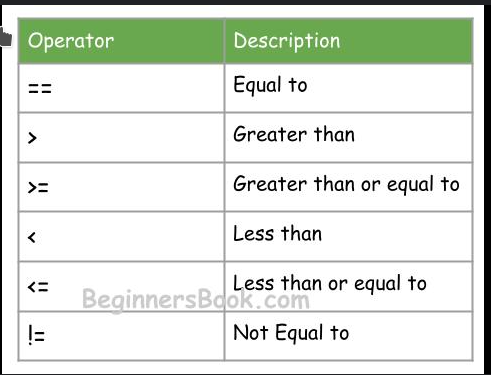 Operator Description
== Equal to
> Greater than
>= Greater than or equal to
< Less than
<= Less than or equal to
BeginnersBook.com
!= Not Equal to